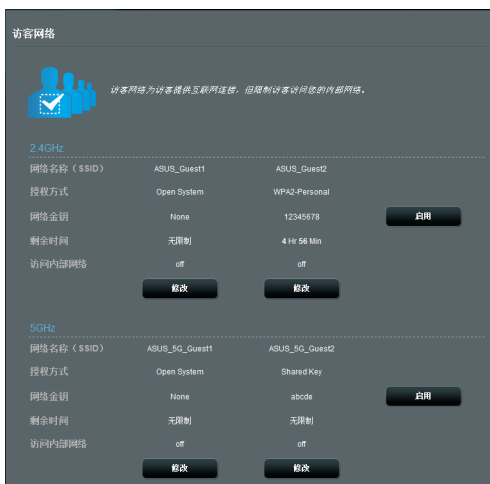 访客网络
访客网络为访客提供互联网连接，但限制访客访问您的内部网络。
2.4GHz
网络名称（SSID） ASUS_Guest1 ASUS_Guest2
授权方式 Open System WPA2-Personal
网络金钥 None 12345678 启用
剩余时间 无限制 4 Hr 56 Min
访问内部网络 off off
修改 修改
5GHz
网络名称（SSID） ASUS_5G_Guest1 ASUS_5G_Guest2
授权方式 Open System Shared Key
网络金钥 None abcde 启用
剩余时间 无限制 无限制
访问内部网络 off off
修改 修改